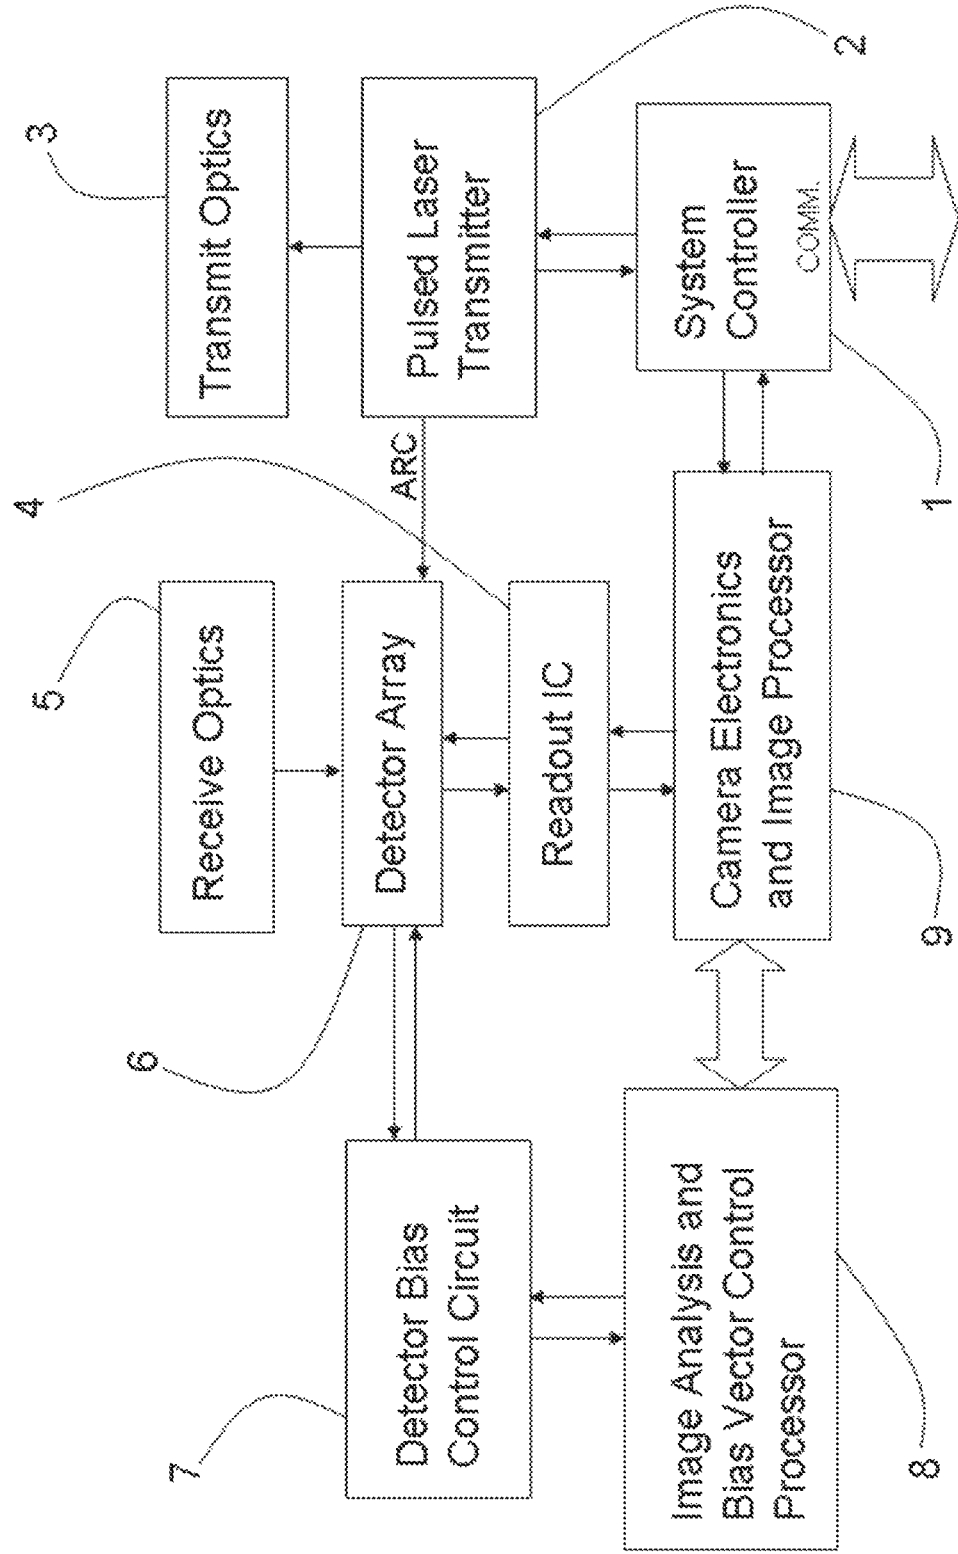 7
6
5
4
3
Receive Optics
Transmit Optics
Detector Bias
Control Circuit
Detector Array
ARC
Pulsed Laser
Transmitter
Readout IC
2
Image Analysis and
Bias Vector Control
Processor
Camera Electronics
and Image Processor
System
Controller
COMM.
8
9
1